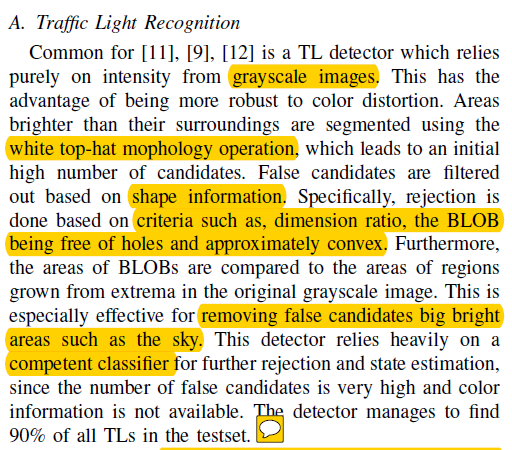 A. Traffic Light Recognition
Common for [11], [9], [12] is a TL detector which relies
purely on intensity from grayscale images. This has the
advantage of being more robust to color distortion. Areas
brighter than their surroundings are segmented using the
white top-hat mophology operation, which leads to an initial
high number of candidates. False candidates are filtered
out based on shape information. Specifically, rejection is
done based on criteria such as, dimension ratio, the BLOB
being free of holes and approximately convex. Furthermore,
the areas of BLOBs are compared to the areas of regions
grown from extrema in the original grayscale image. This is
especially effective for removing false candidates big bright
areas such as the sky. This detector relies heavily on a
competent classifier for further rejection and state estimation,
since the number of false candidates is very high and color
information is not available. The detector manages to find
90% of all TLs in the testset.